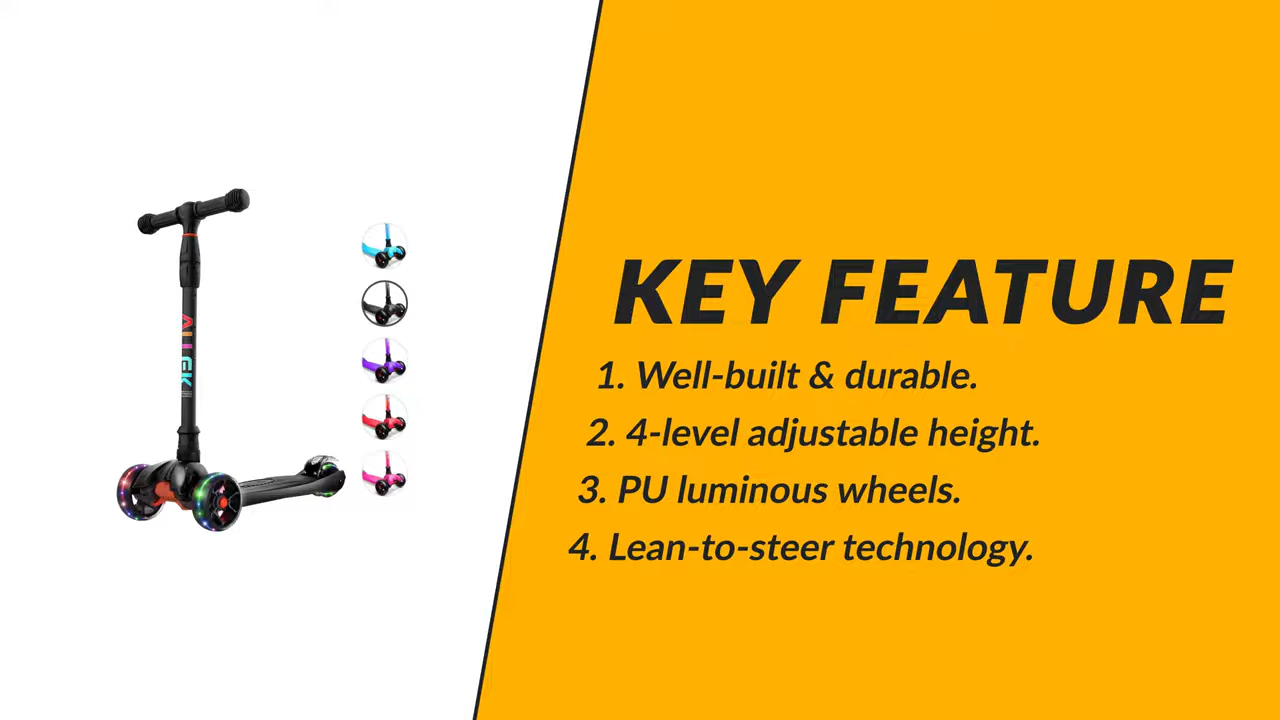 KEY FEATURE
1. Well-built & durable.
2. 4-level adjustable height.
3. PU luminous wheels.
4. Lean-to-steer technology.